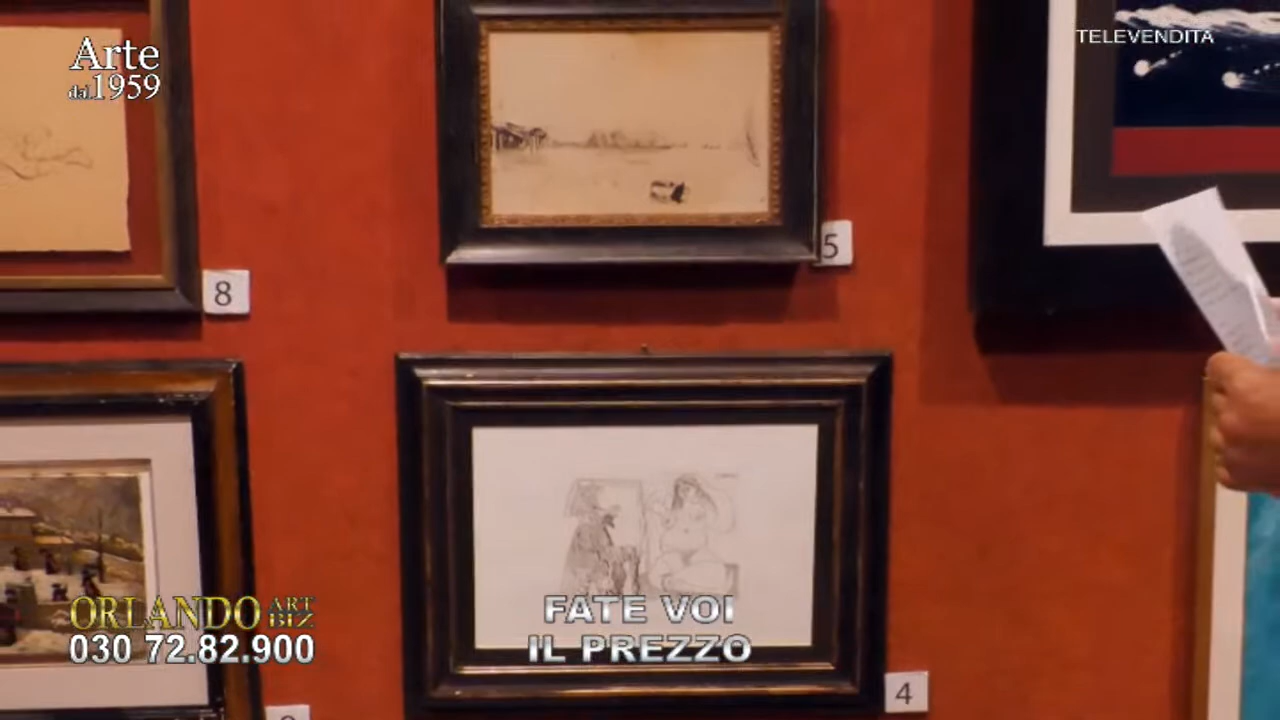 Arte
dal 1959
TELEVENDITA
5
8
ORLANDO ART BIZ
030 72.82.900
FATE VOI
IL PREZZO
4